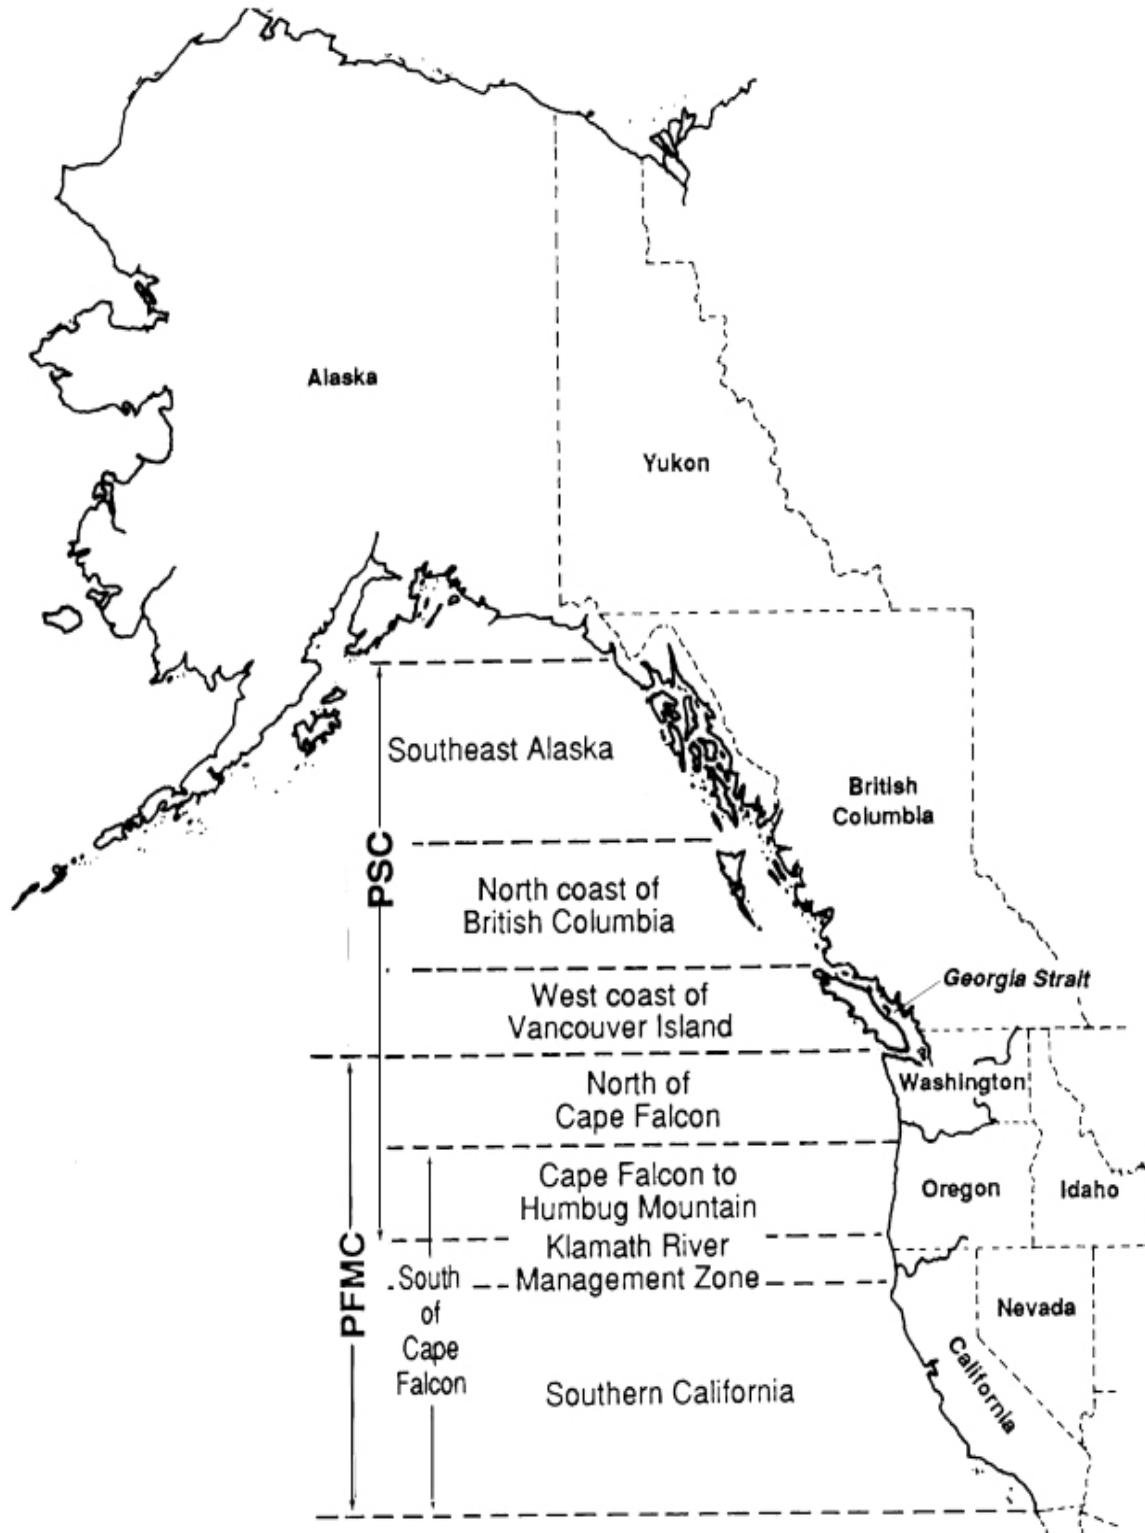 Alaska
Yukon
Southeast Alaska
British
Columbia
PSC
North coast of
British Columbia
Georgia Strait
West coast of
Vancouver Island
North of
Cape Falcon
Washington
Cape Falcon to
Humbug Mountain
Oregon
Idaho
PFMC
Klamath River
Management Zone
South
of
Cape
Falcon
Nevada
California
Southern California